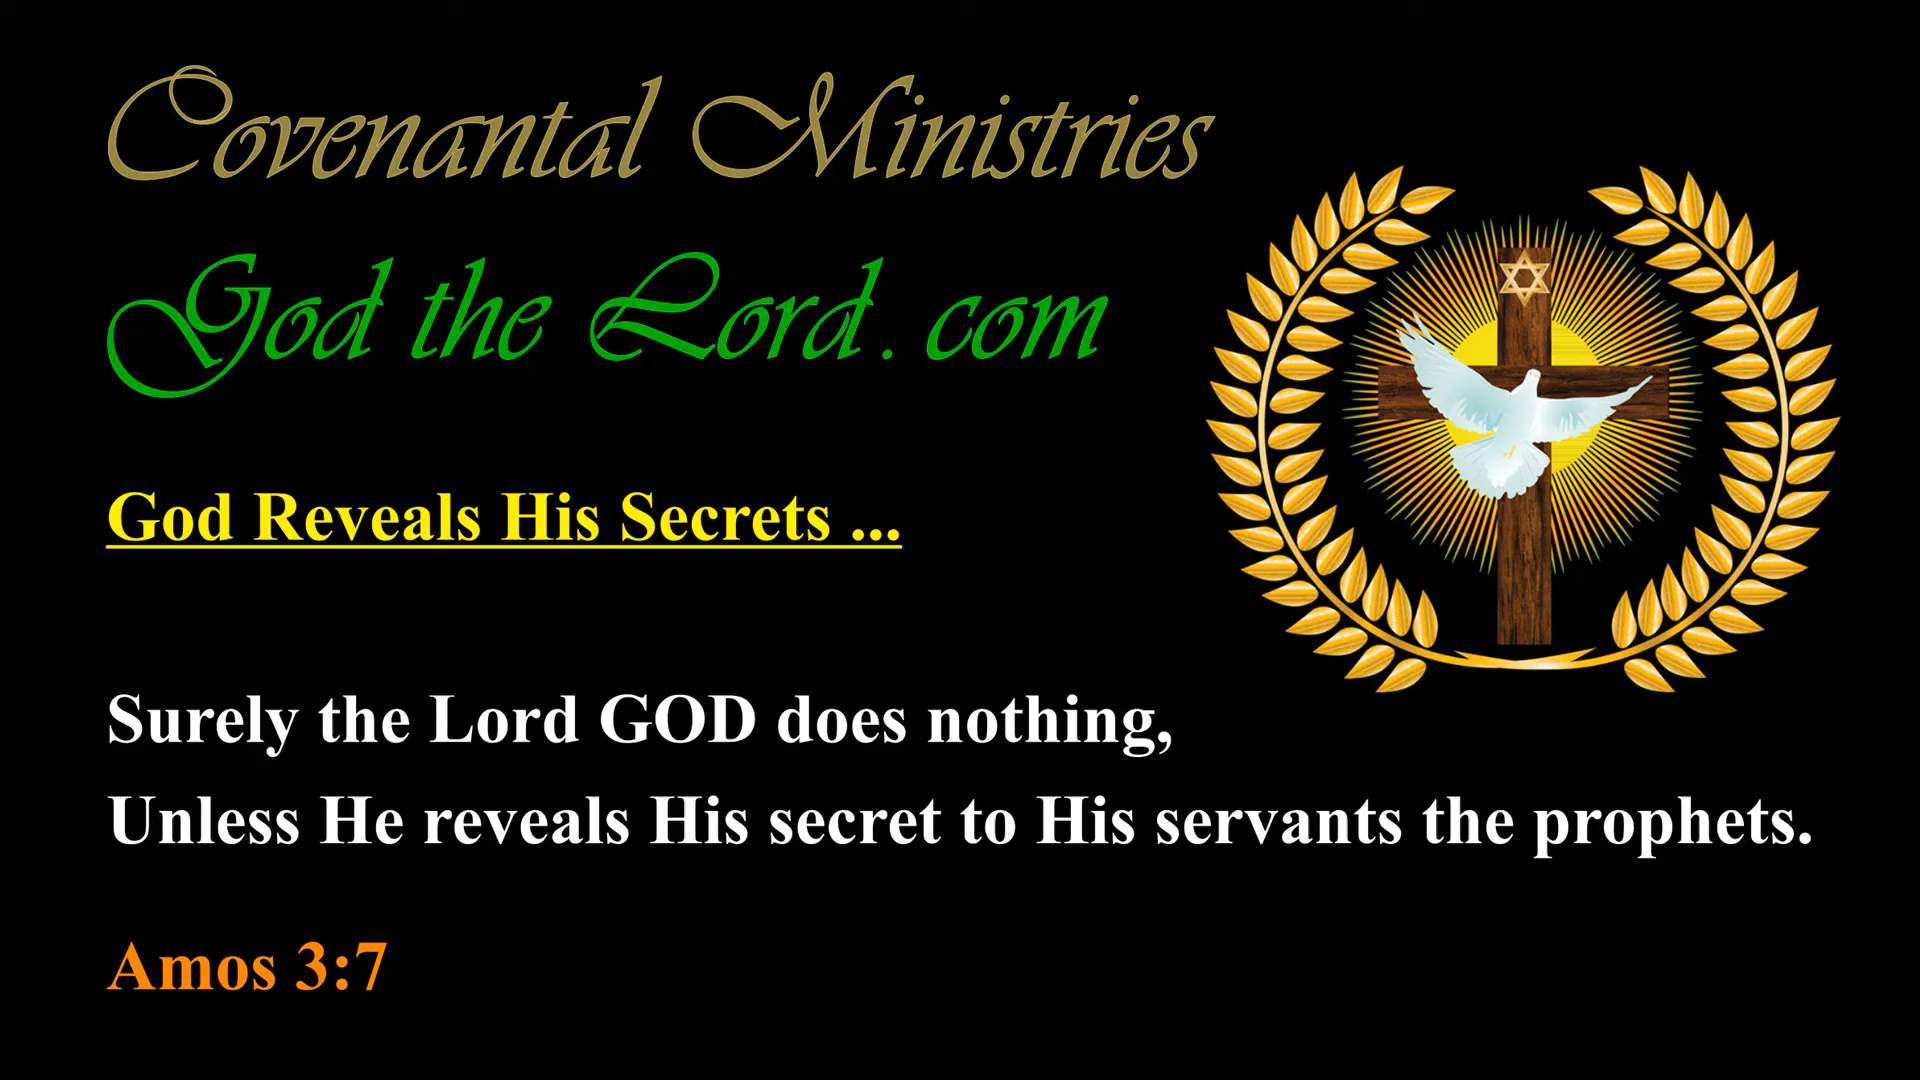 Covenantal Ministries
God the Lord . com
God Reveals His Secrets ...
Surely the Lord GOD does nothing,
Unless He reveals His secret to His servants the prophets.
Amos 3:7